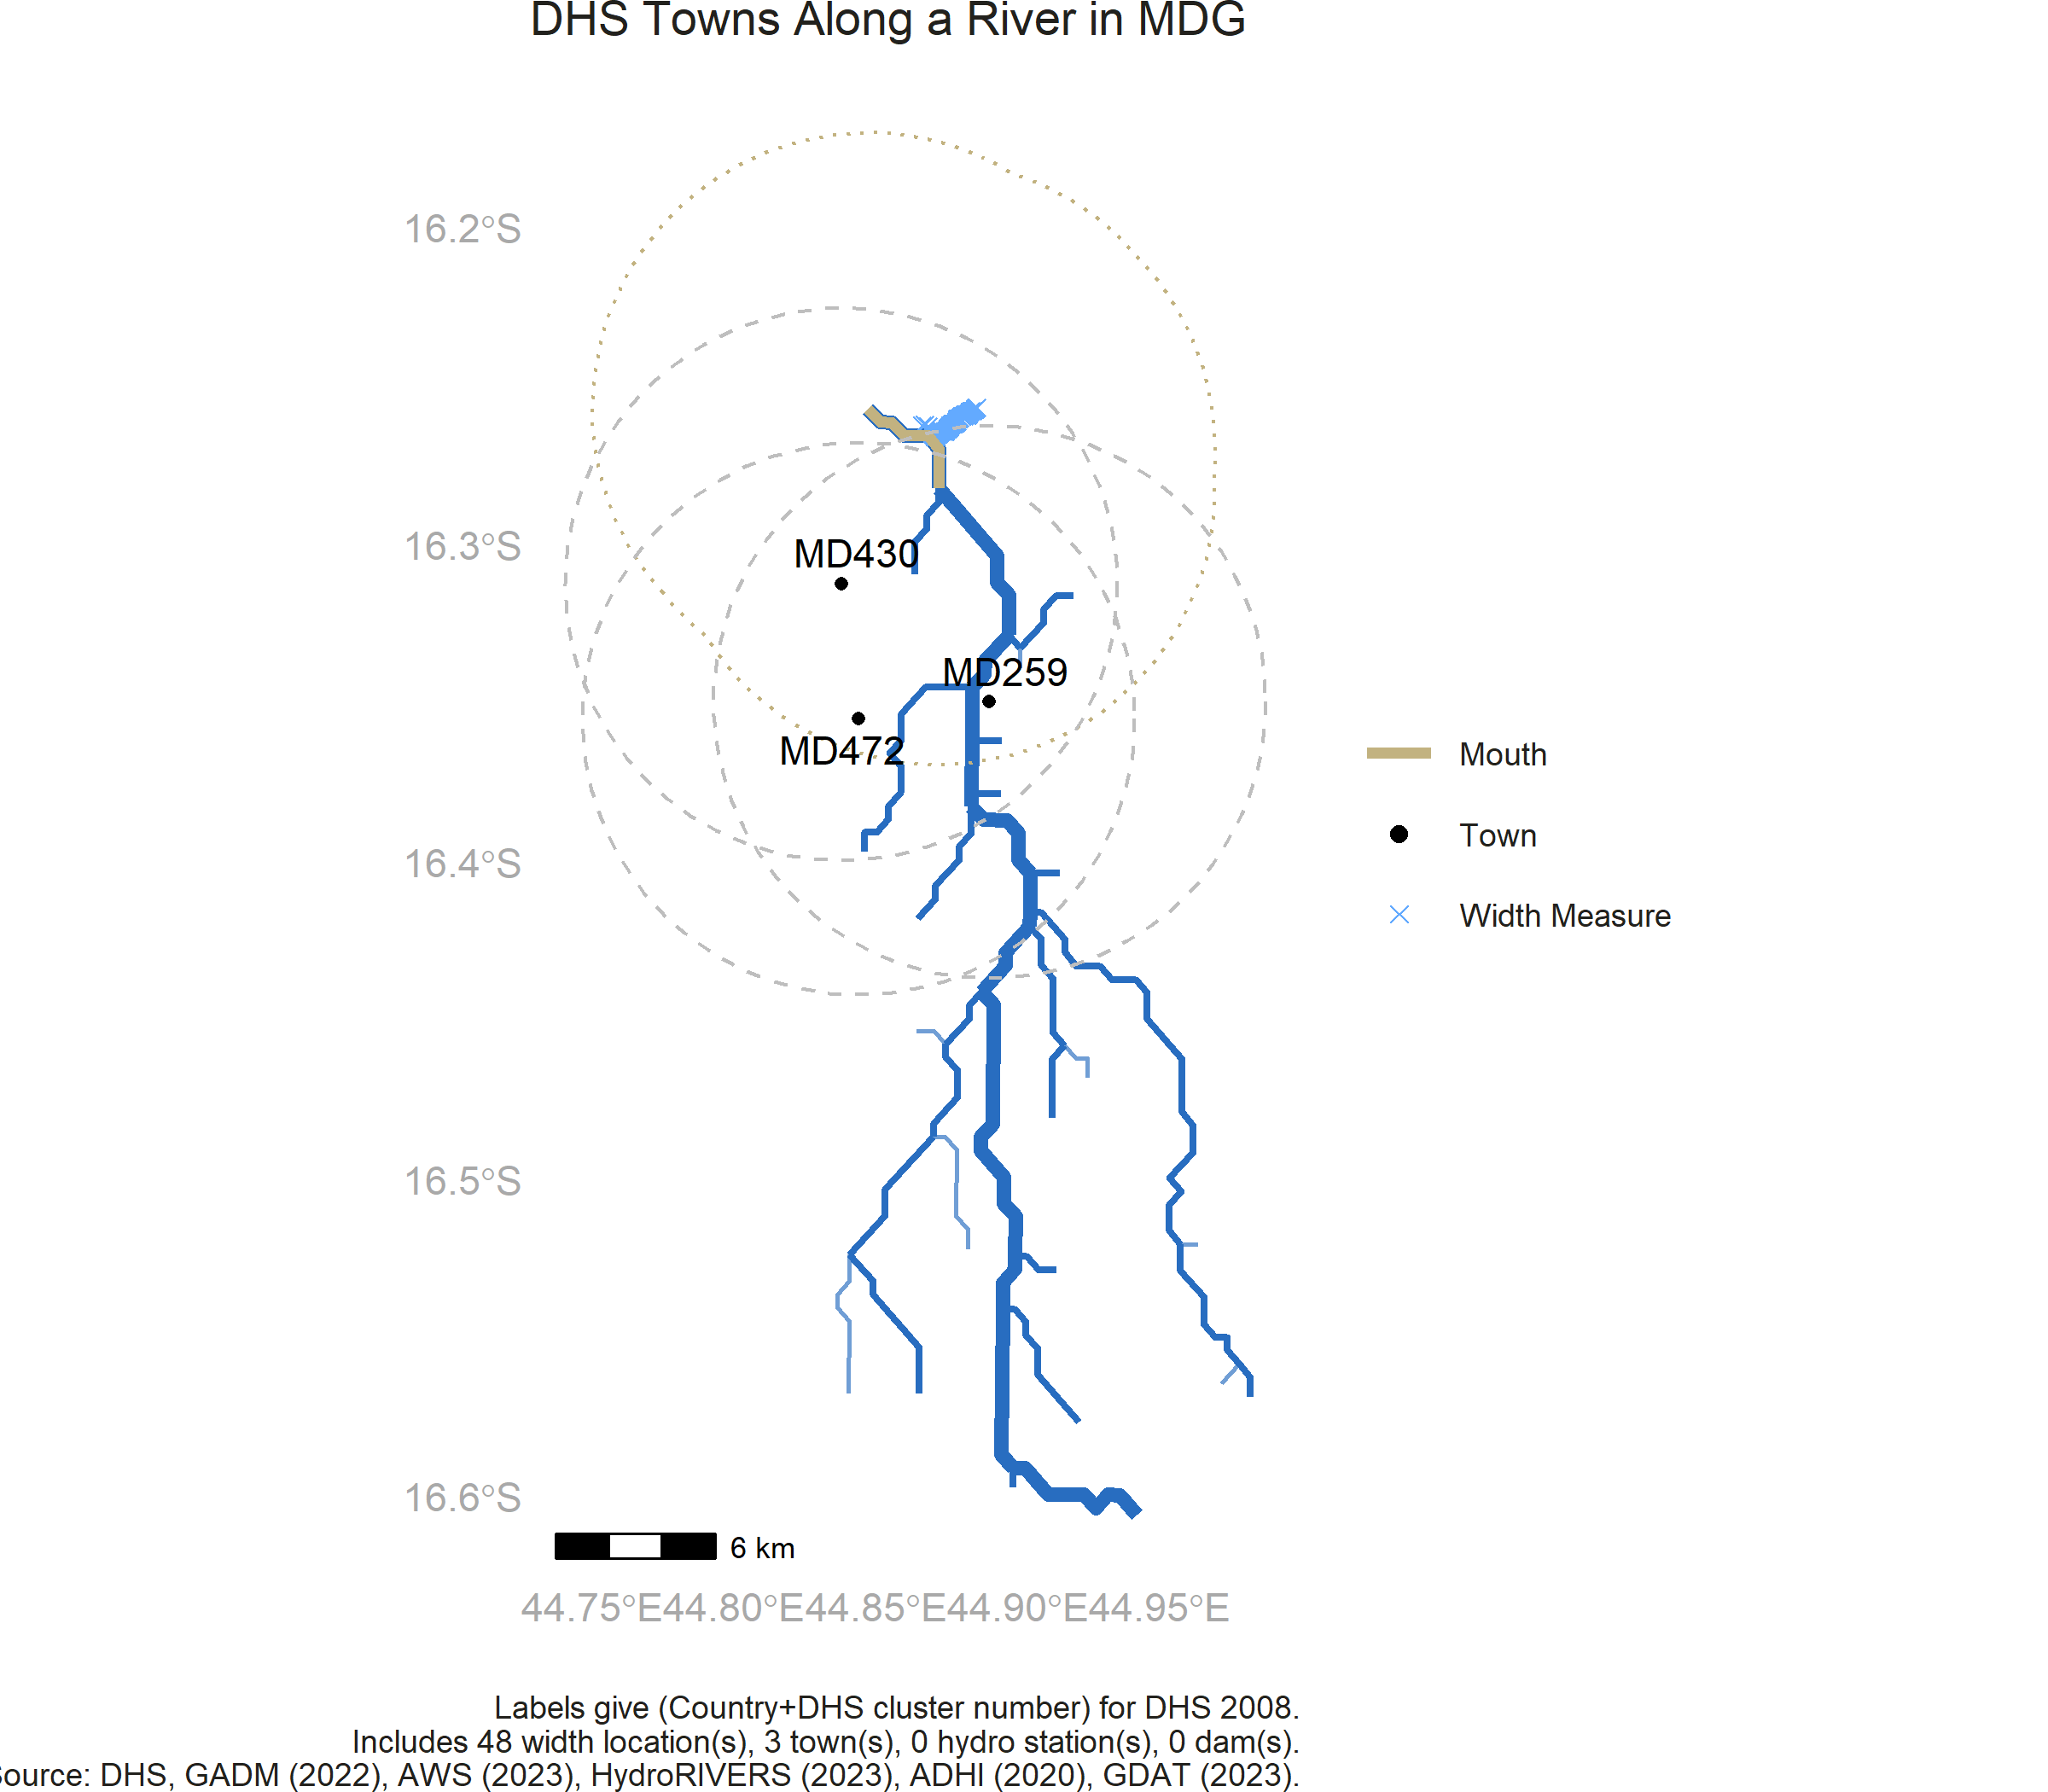 DHS Towns Along a River in MDG
16.2°S
16.3°S
MD430
MD259
MD472
Mouth
Town
16.4°S
Width Measure
16.5°S
16.6°S
6 km
44.75°E 44.80°E 44.85°E 44.90°E 44.95°E
Labels give (Country+DHS cluster number) for DHS 2008.
Includes 48 width location(s), 3 town(s), 0 hydro station(s), 0 dam(s).
ource: DHS, GADM (2022), AWS (2023), HydroRIVERS (2023), ADHI (2020), GDAT (2023).